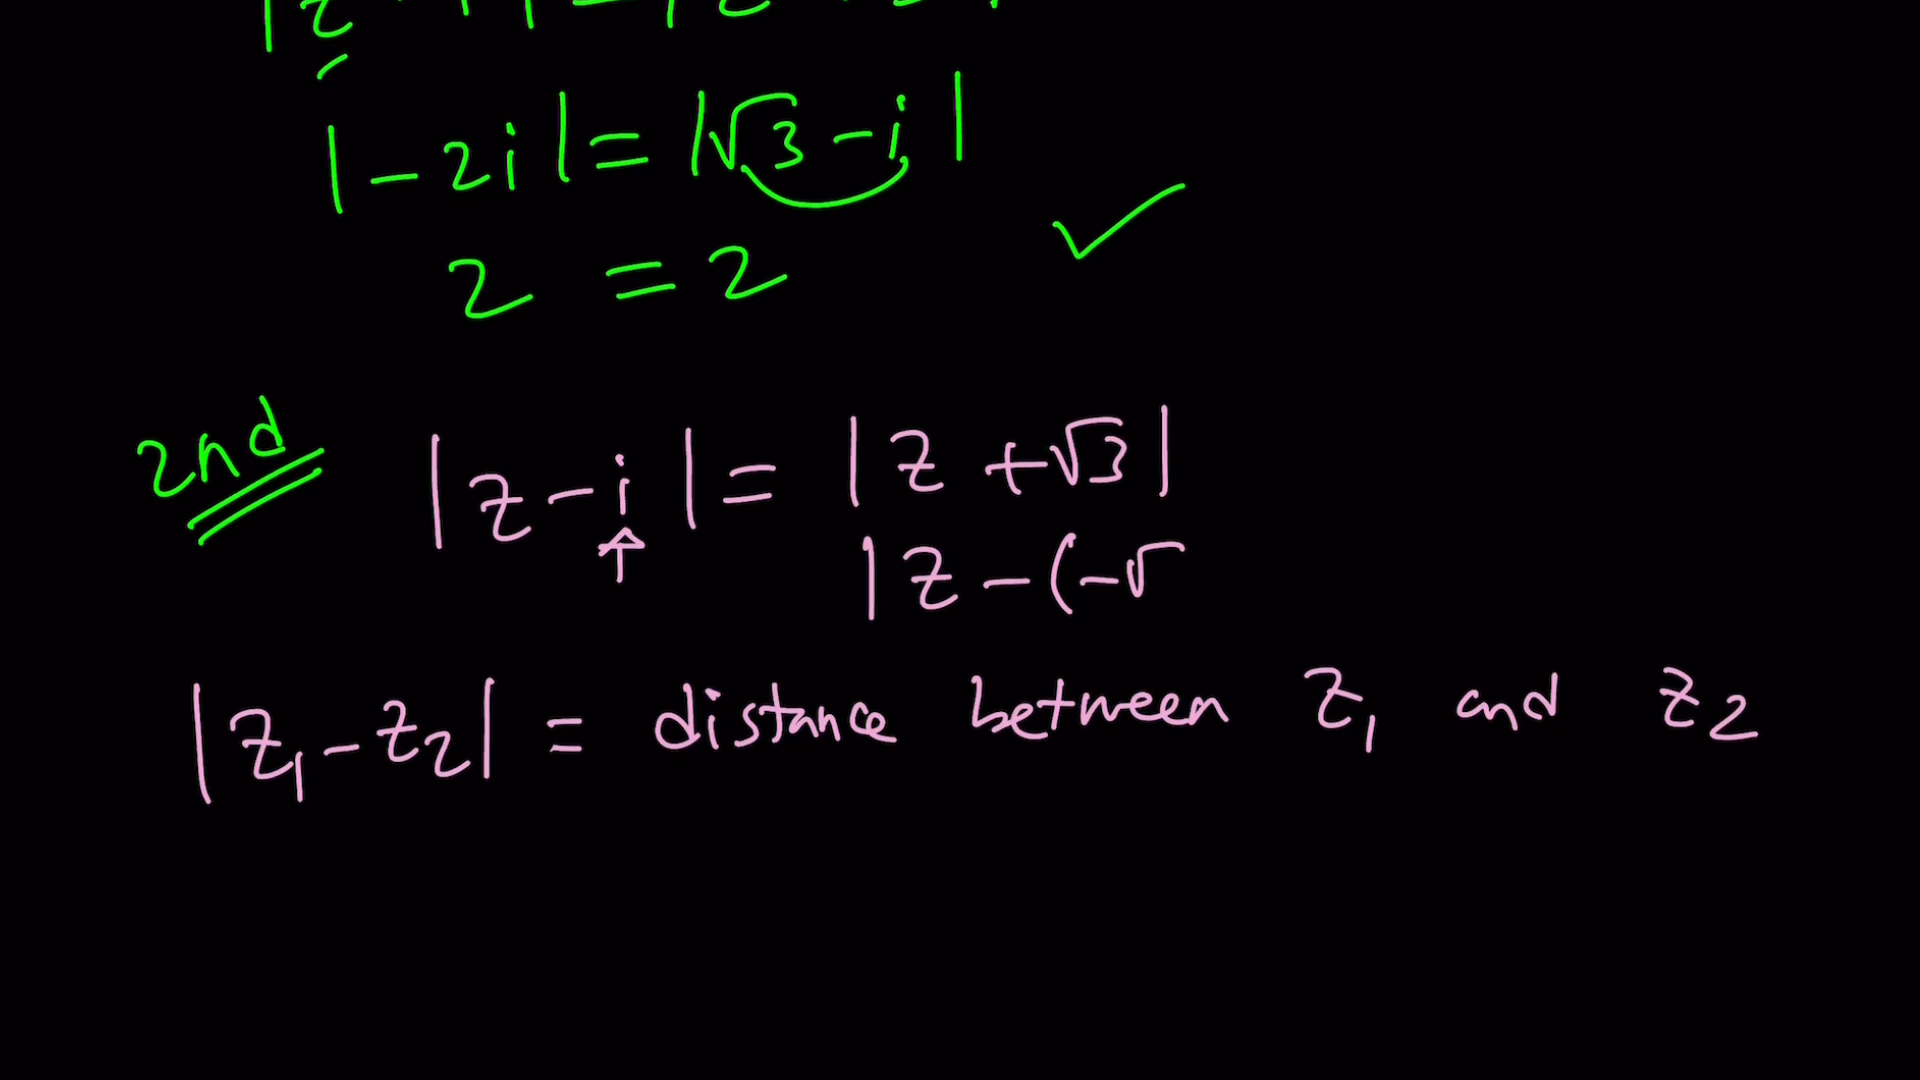 |-2i| = |√3-i|
2 = 2 ✓
2nd |z-i| = |z+√3|
↑ |z-(-√
|z₁-z₂| = distance between z₁ and z₂